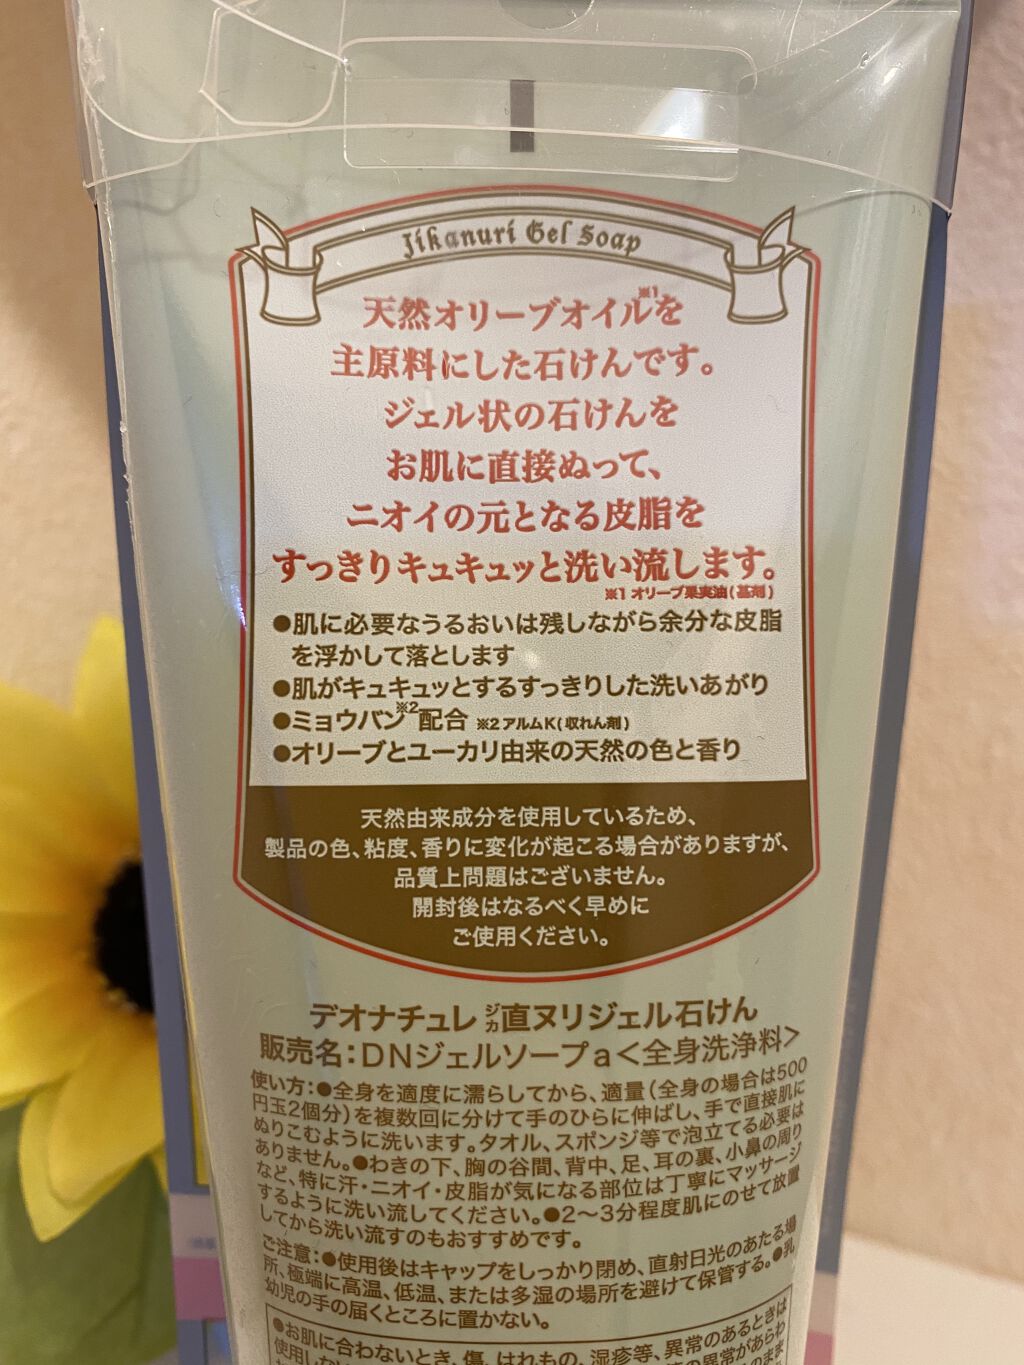 Jikanuri Gel Soap
天然オリーブオイル※1を
主原料にした石けんです。
ジェル状の石けんを
お肌に直接ぬって、
ニオイの元となる皮脂を
すっきりキュキュッと洗い流します。
※1 オリーブ果実油(基剤)
●肌に必要なうるおいは残しながら余分な皮脂
を浮かして落とします
●肌がキュキュッとするすっきりした洗いあがり
●ミョウバン※2配合 ※2 アルムK(収れん剤)
●オリーブとユーカリ由来の天然の色と香り
天然由来成分を使用しているため、
製品の色、粘度、香りに変化が起こる場合がありますが、
品質上問題はございません。
開封後はなるべく早めに
ご使用ください。
デオナチュレ 直ジカヌリジェル石けん
販売名：DNジェルソープa＜全身洗浄料＞
使い方：●全身を適度に濡らしてから、適量（全身の場合は500
円玉2個分）を複数回に分けて手のひらに伸ばし、手で直接肌に
ぬりこむように洗います。タオル、スポンジ等で泡立てる必要は
ありません。●わきの下、胸の谷間、背中、足、耳の裏、小鼻の周り
など、特に汗・ニオイ・皮脂が気になる部位は丁寧にマッサージ
するように洗い流してください。●2～3分程度肌にのせて放置
してから洗い流すのもおすすめです。
ご注意：●使用後はキャップをしっかり閉め、直射日光のあたる場
所、極端に高温、低温、または多湿の場所を避けて保管する。●乳
幼児の手の届くところに置かない。
●お肌に合わないとき、傷、はれもの、湿疹等、異常のあるときは